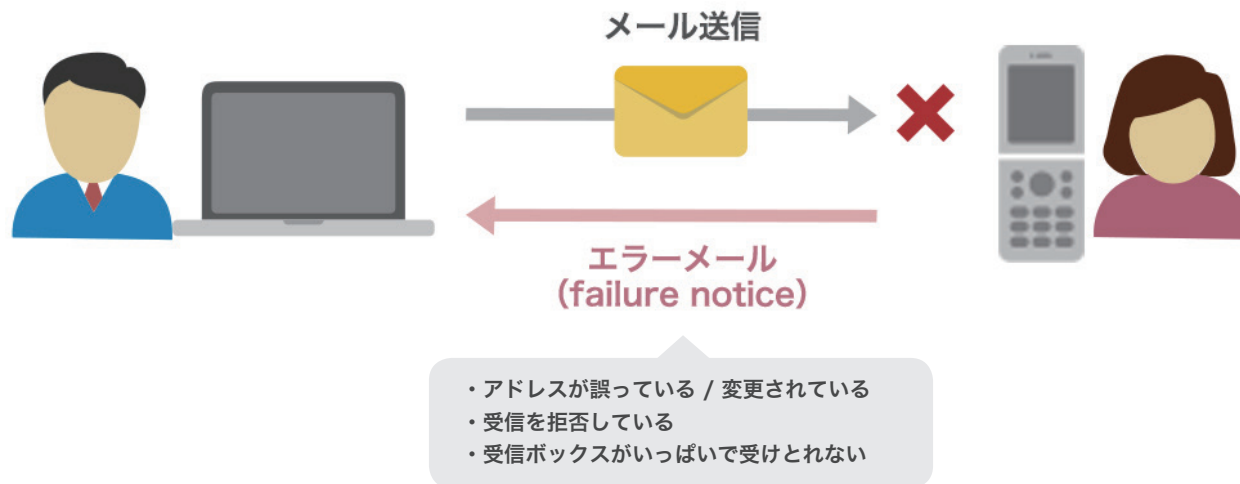 メール送信
エラーメール
(failure notice)
・アドレスが誤っている / 変更されている
・受信を拒否している
・受信ボックスがいっぱいで受けとれない